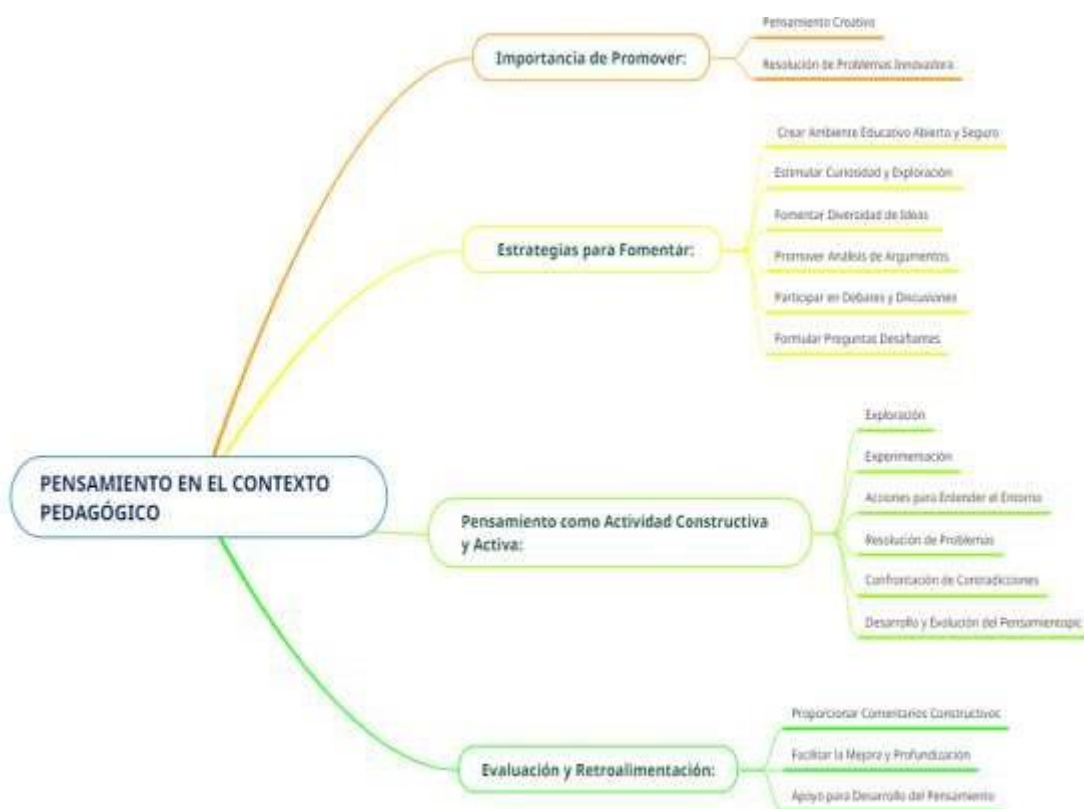 Pensamiento Creativo
Importancia de Promover:
Resolución de Problemas Innovadora
Crear Ambiente Educativo Abierto y Seguro
Estimular Curiosidad y Exploración
Fomentar Diversidad de Ideas
Estrategias para Fomentar:
Promover Análisis de Argumentos
Participar en Debates y Discusiones
Formular Preguntas Desafiantes
Exploración
Experimentación
PENSAMIENTO EN EL CONTEXTO
PEDAGÓGICO
Acciones para Entender el Entorno
Pensamiento como Actividad Constructiva
y Activa:
Resolución de Problemas
Confrontación de Contradicciones
Desarrollo y Evolución del Pensamientopic
Proporcionar Comentarios Constructivos
Facilitar la Mejora y Profundización
Evaluación y Retroalimentación:
Apoyo para Desarrollo del Pensamiento